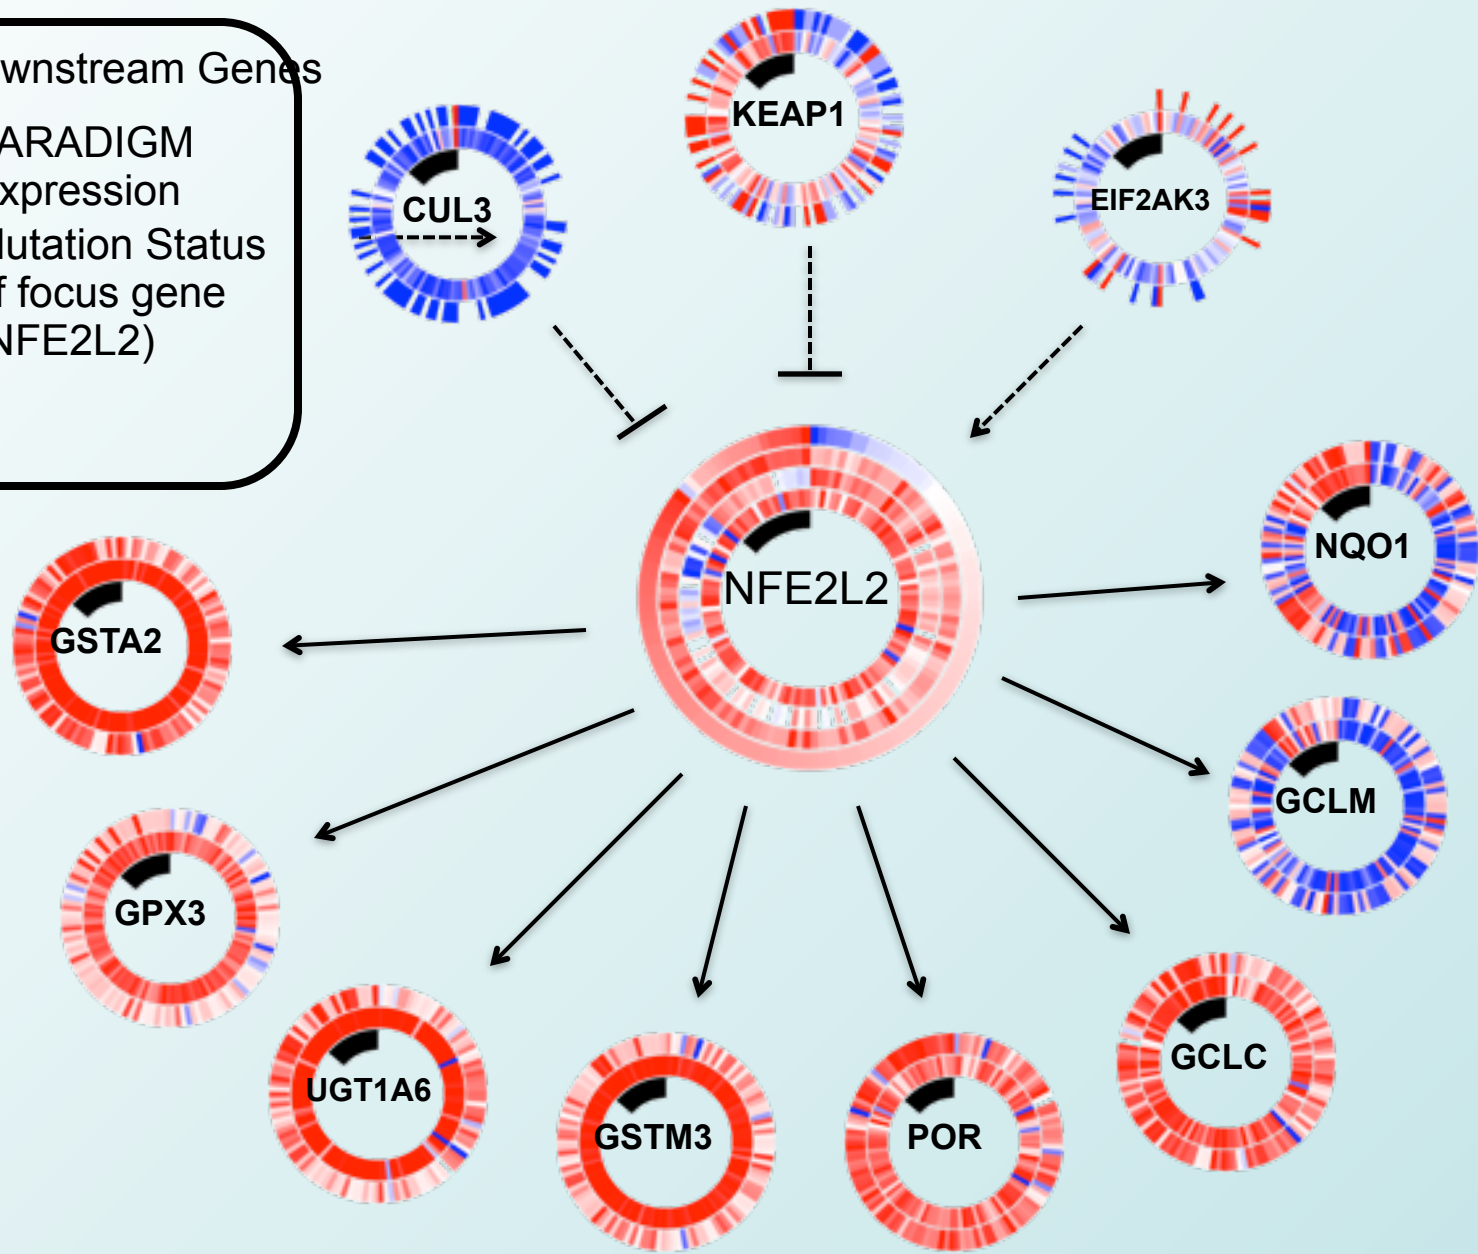 wnstream Genes
ARADIGM
xpression
lutation Status
f focus gene
NFE2L2)
KEAP1
CUL3
EIF2AK3
NFE2L2
NQO1
GSTA2
GCLM
GPX3
GCLC
UGT1A6
GSTM3
POR